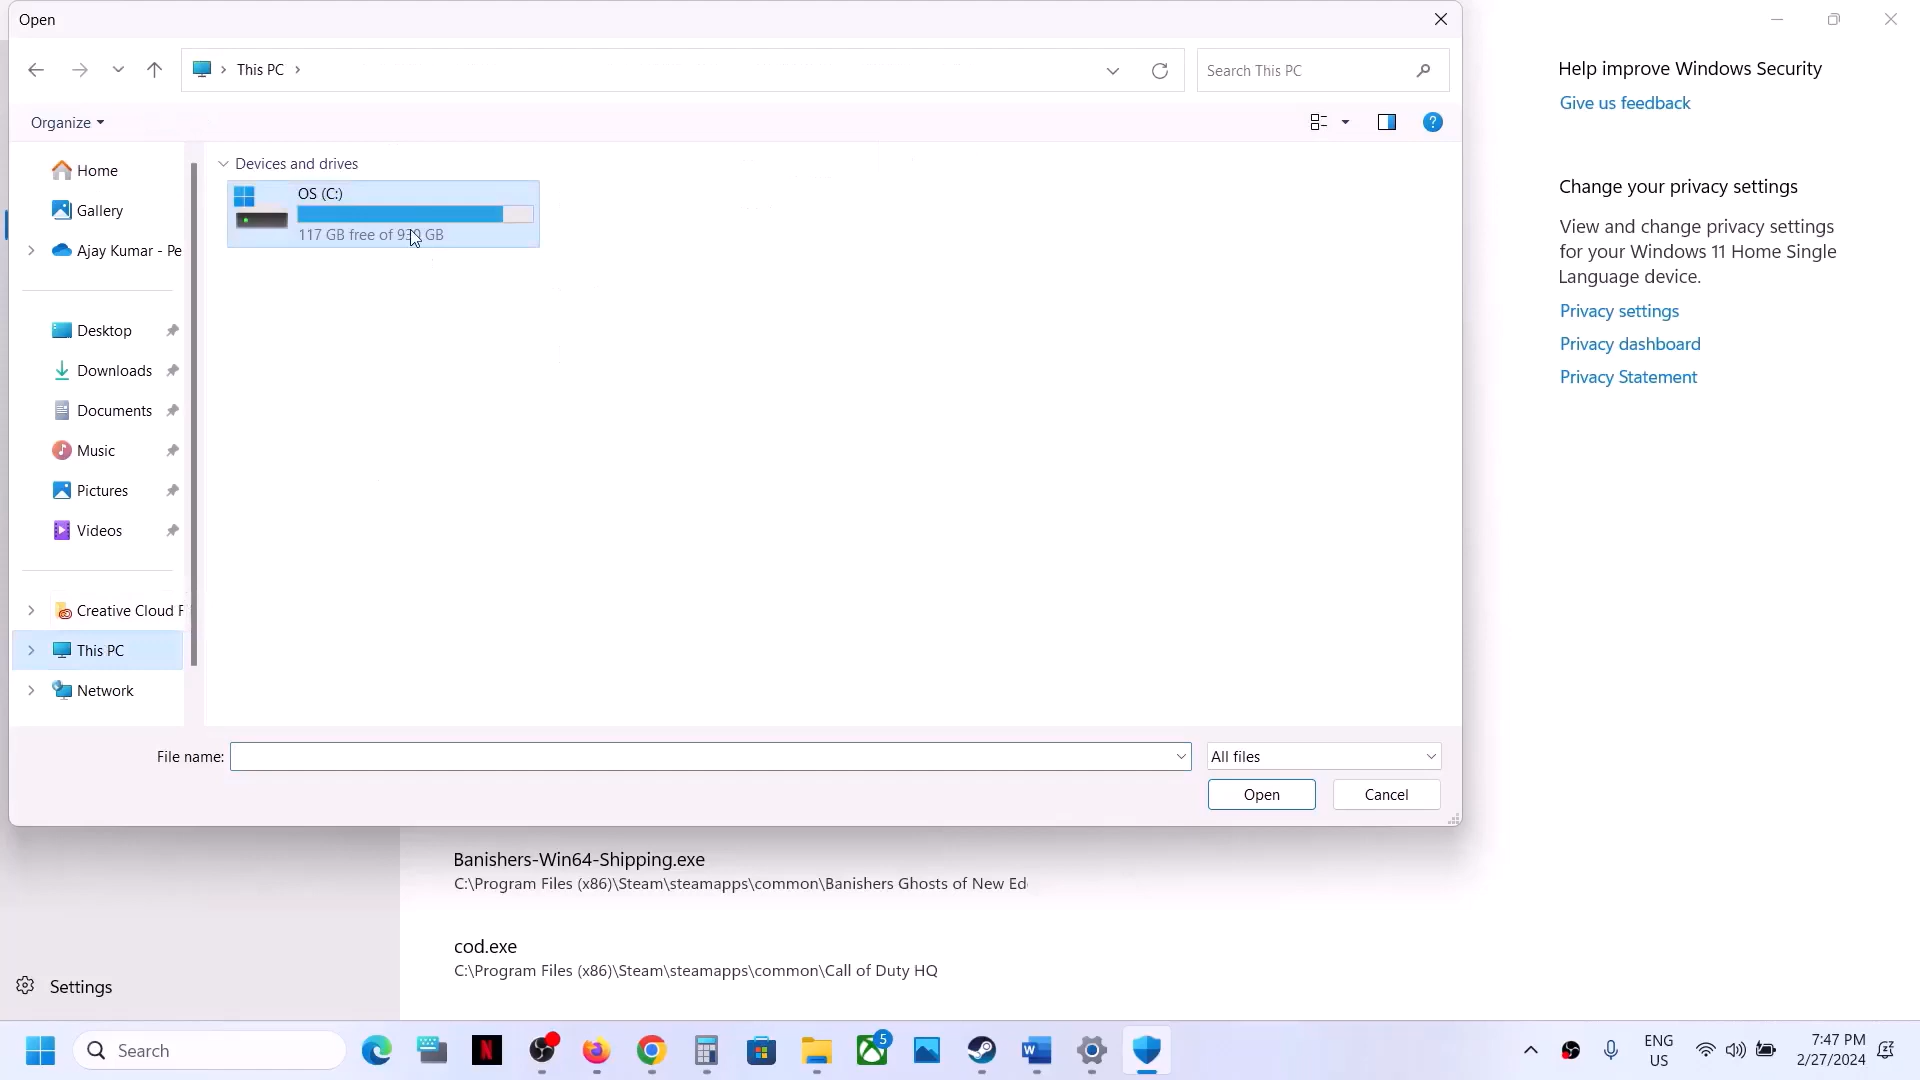 Open
This PC
Search This PC
Organize
Home
Gallery
Ajay Kumar - Pe
Desktop
Downloads
Documents
Music
Pictures
Videos
Creative Cloud F
This PC
Network
Devices and drives
OS (C:)
117 GB free of 930 GB
File name:
All files
Open
Cancel
Help improve Windows Security
Give us feedback
Change your privacy settings
View and change privacy settings
for your Windows 11 Home Single
Language device.
Privacy settings
Privacy dashboard
Privacy Statement
Banishers-Win64-Shipping.exe
C:\Program Files (x86)\Steam\steamapps\common\Banishers Ghosts of New Ed
cod.exe
C:\Program Files (x86)\Steam\steamapps\common\Call of Duty HQ
Settings
Search
5
ENG
US
7:47 PM
2/27/2024